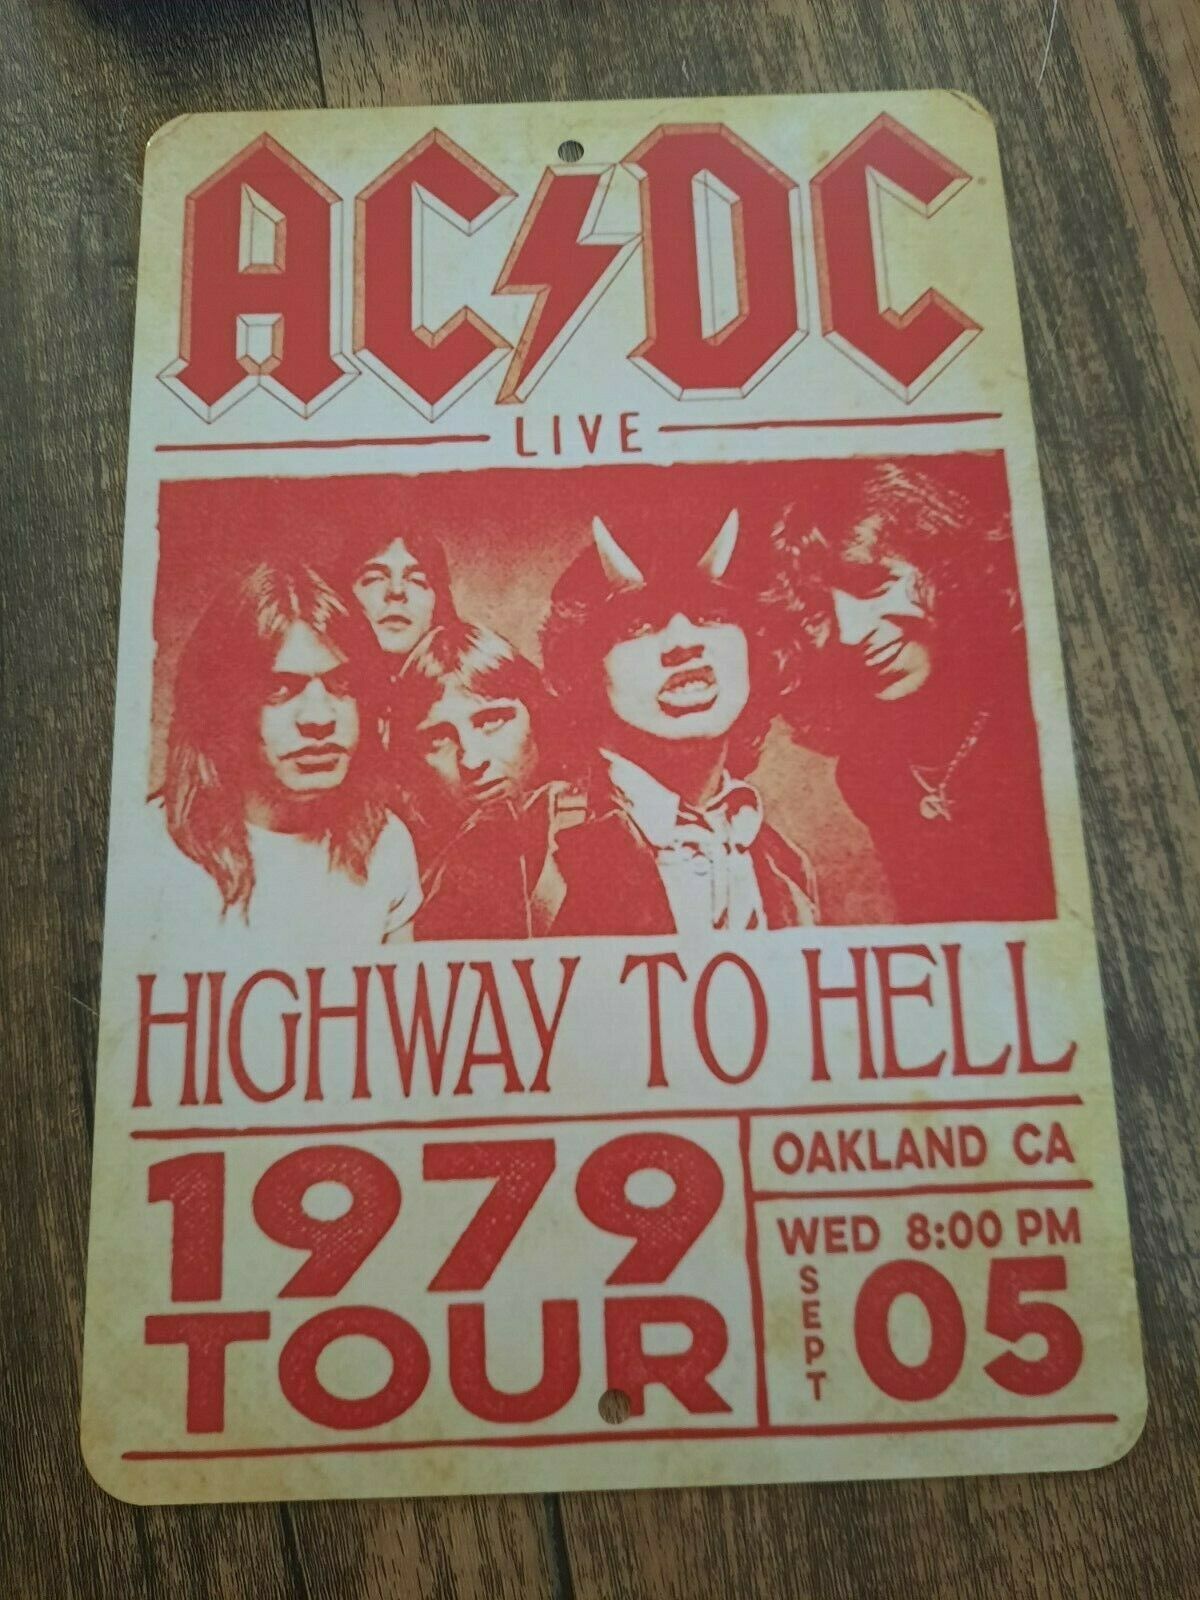 AC⚡DC
LIVE
HIGHWAY TO HELL
1979
TOUR
OAKLAND CA
WED 8:00 PM
SEPT
05